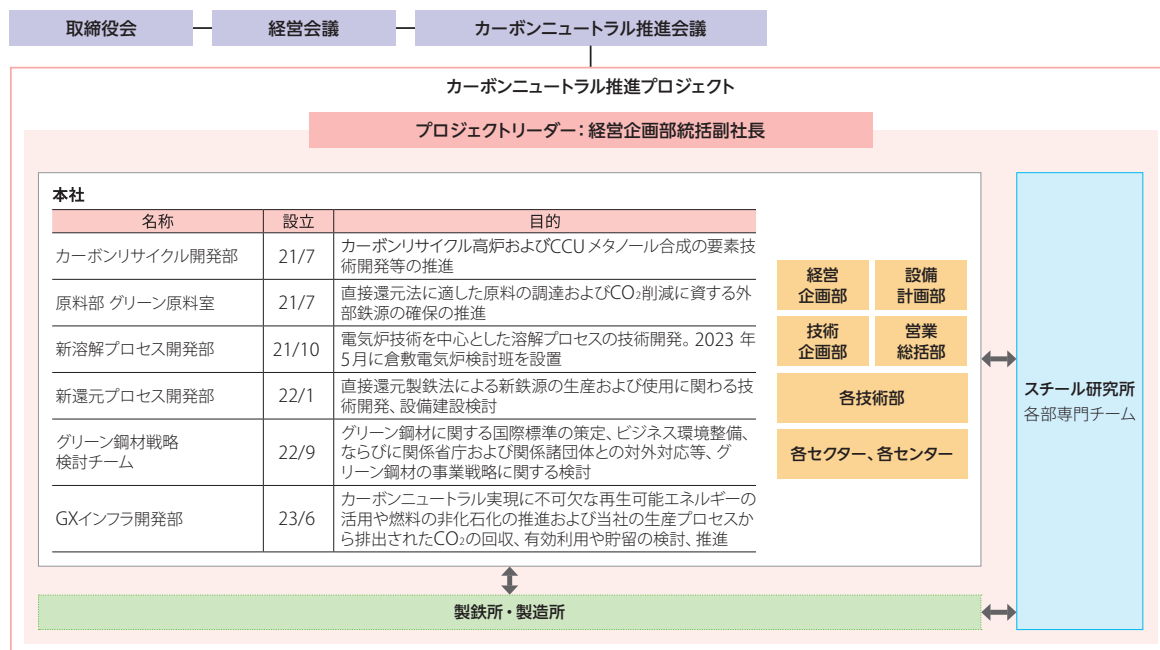 取締役会
経営会議
カーボンニュートラル推進会議
カーボンニュートラル推進プロジェクト
プロジェクトリーダー：経営企画部統括副社長
本社
名称
設立
目的
カーボンリサイクル開発部
21/7
カーボンリサイクル高炉およびCCUメタノール合成の要素技
術開発等の推進
原料部 グリーン原料室
21/7
直接還元法に適した原料の調達およびCO₂削減に資する外
部鉄源の確保の推進
新溶解プロセス開発部
21/10
電気炉技術を中心とした溶解プロセスの技術開発。2023 年
5月に倉敷電気炉検討班を設置
新還元プロセス開発部
22/1
直接還元製鉄法による新鉄源の生産および使用に関わる技
術開発、設備建設検討
グリーン鋼材戦略
検討チーム
22/9
グリーン鋼材に関する国際標準の策定、ビジネス環境整備、
ならびに関係省庁および関係諸団体との対外対応等、グ
リーン鋼材の事業戦略に関する検討
GXインフラ開発部
23/6
カーボンニュートラル実現に不可欠な再生可能エネルギーの
活用や燃料の非化石化の推進および当社の生産プロセスか
ら排出されたCO₂の回収、有効利用や貯留の検討、推進
経営
企画部
設備
計画部
技術
企画部
営業
総括部
各技術部
各セクター、各センター
スチール研究所
各部専門チーム
製鉄所・製造所